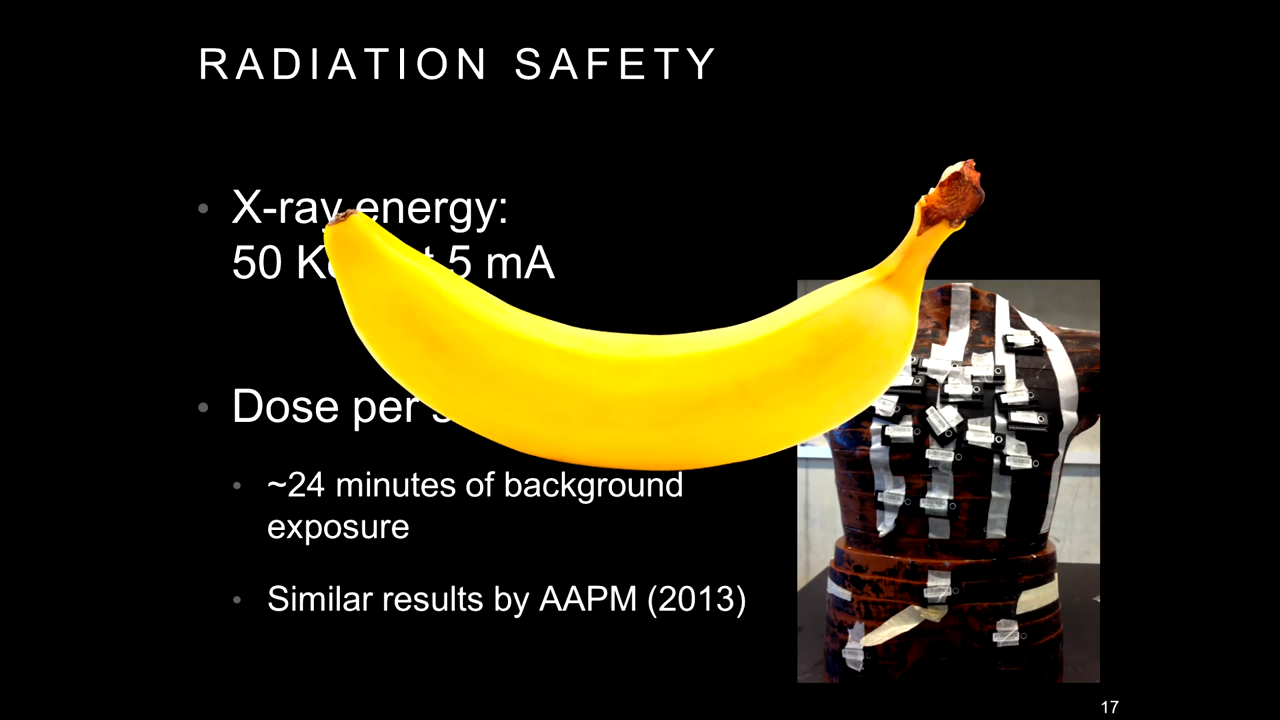 RADIATION SAFETY
X-ray energy:
50 5 mA
Dose per
~24 minutes of background
exposure
Similar results by AAPM (2013)
17